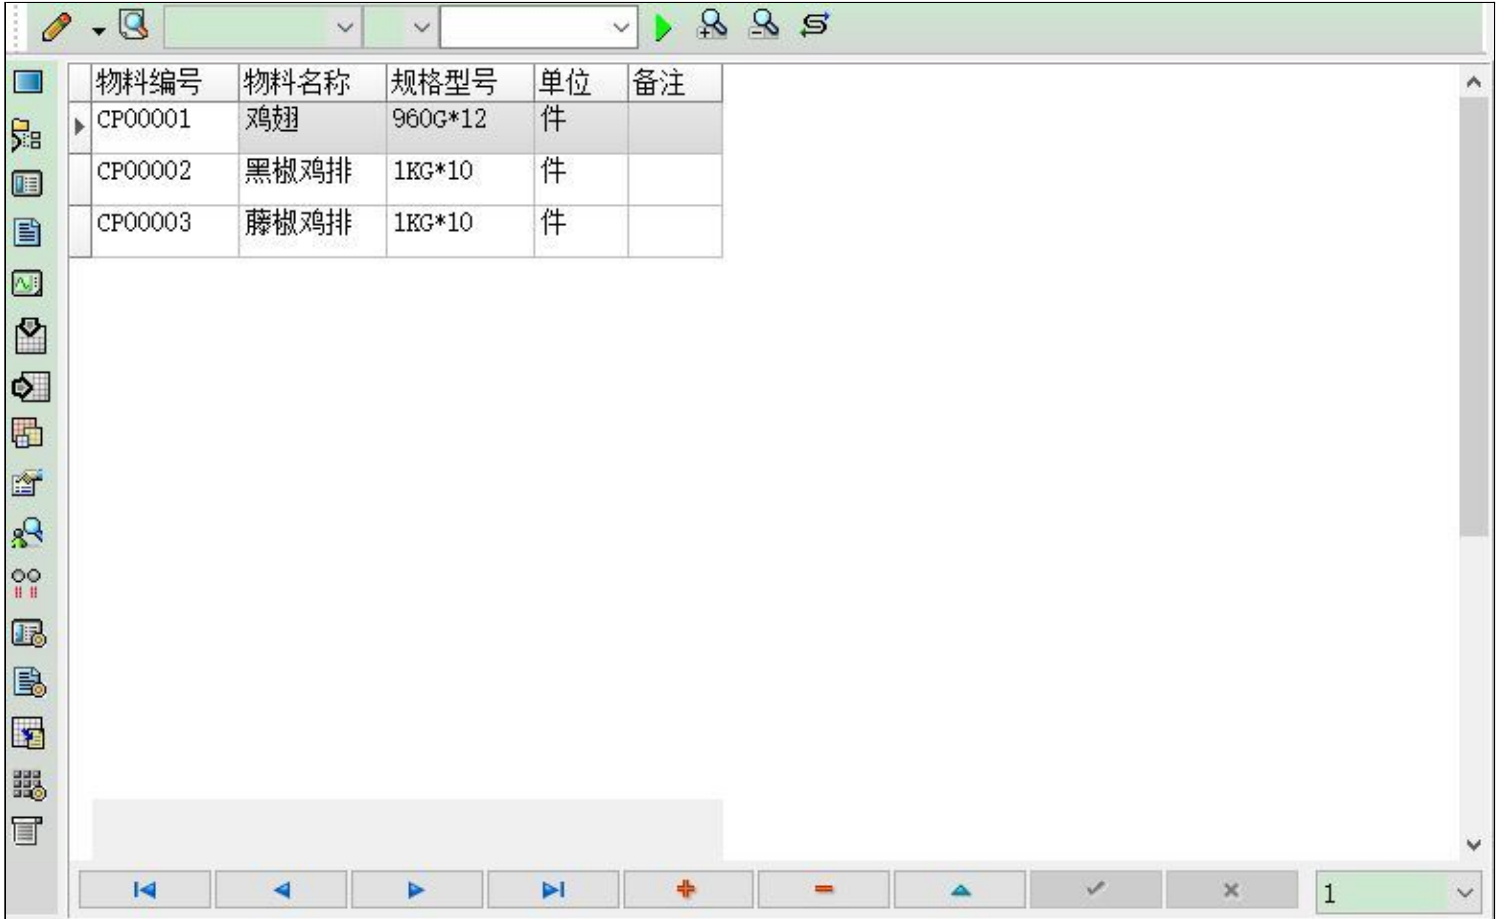 物料编号 物料名称 规格型号 单位 备注
CP00001 鸡翅 960G*12 件
CP00002 黑椒鸡排 1KG*10 件
CP00003 藤椒鸡排 1KG*10 件
1